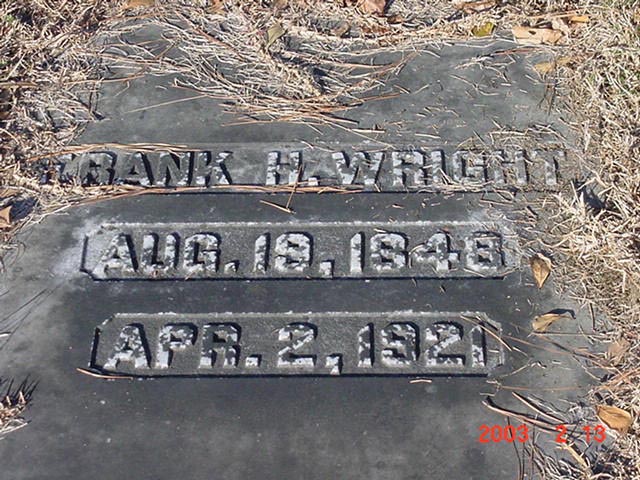 FRANK H. WRIGHT
AUG. 19, 1848
APR. 2, 1921
2003 2 13